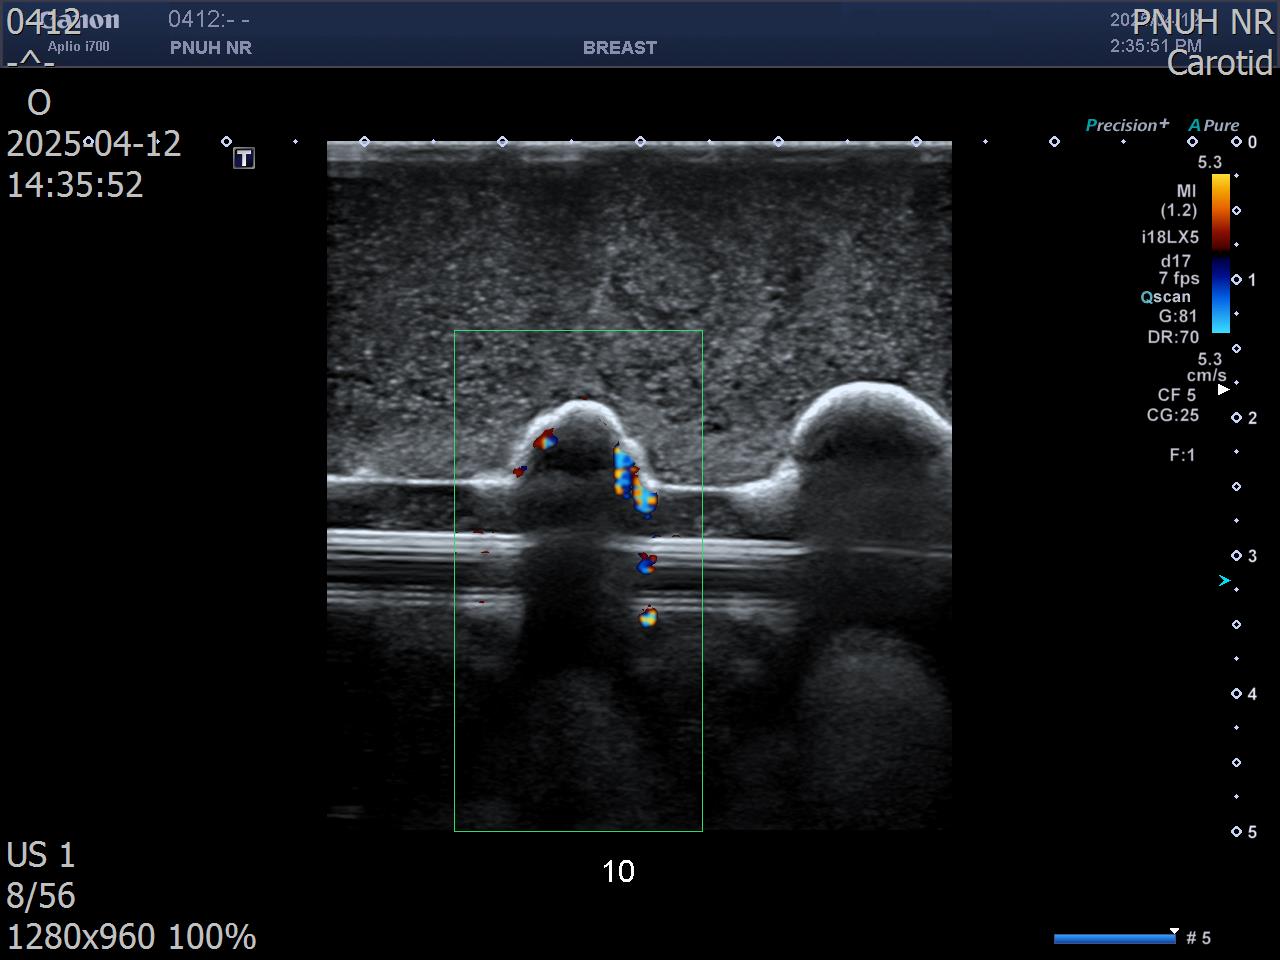 0412
Canon
0412:- -
PNUH NR
Aplio i700
PNUH NR
BREAST
2:35:51 PM
-^-
Carotid
O
2025-04-12
14:35:52
T
Precision+ A Pure
0
5.3
MI
(1.2)
i18LX5
d17
7 fps
1
Qscan
G:81
DR:70
5.3
cm/s
CF 5
CG:25
2
F:1
3
4
5
US 1
10
8/56
1280x960 100%
# 5